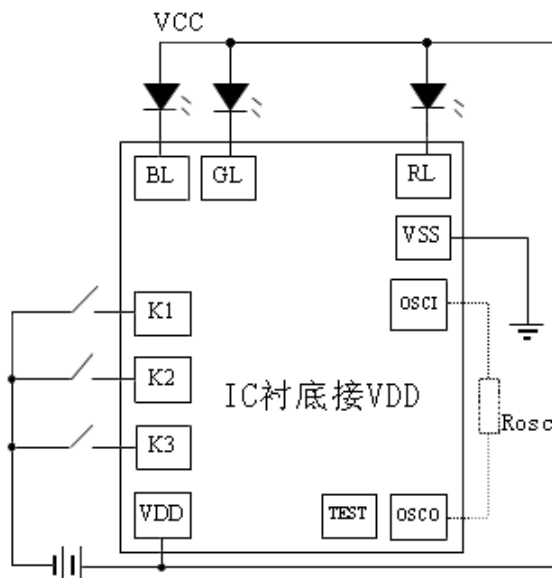 VCC
BL GL RL
VSS
K1 OSCI
K2
IC衬底接VDD
Rosc
K3
VDD TEST OSCO